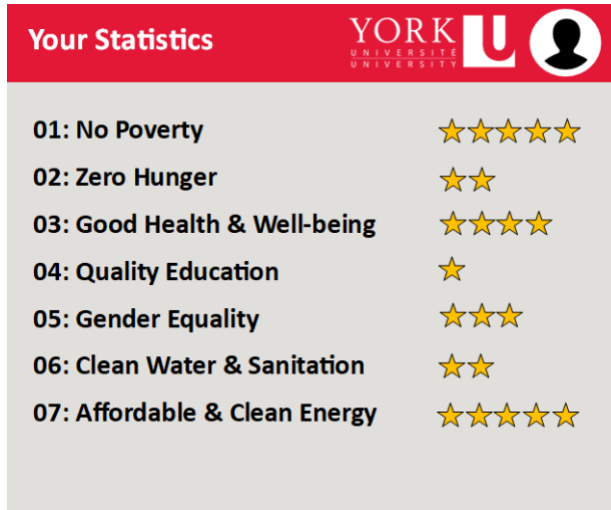 Your Statistics
YORK U
UNIVERSITÉ
UNIVERSITY
01: No Poverty
02: Zero Hunger
03: Good Health & Well-being
04: Quality Education
05: Gender Equality
06: Clean Water & Sanitation
07: Affordable & Clean Energy